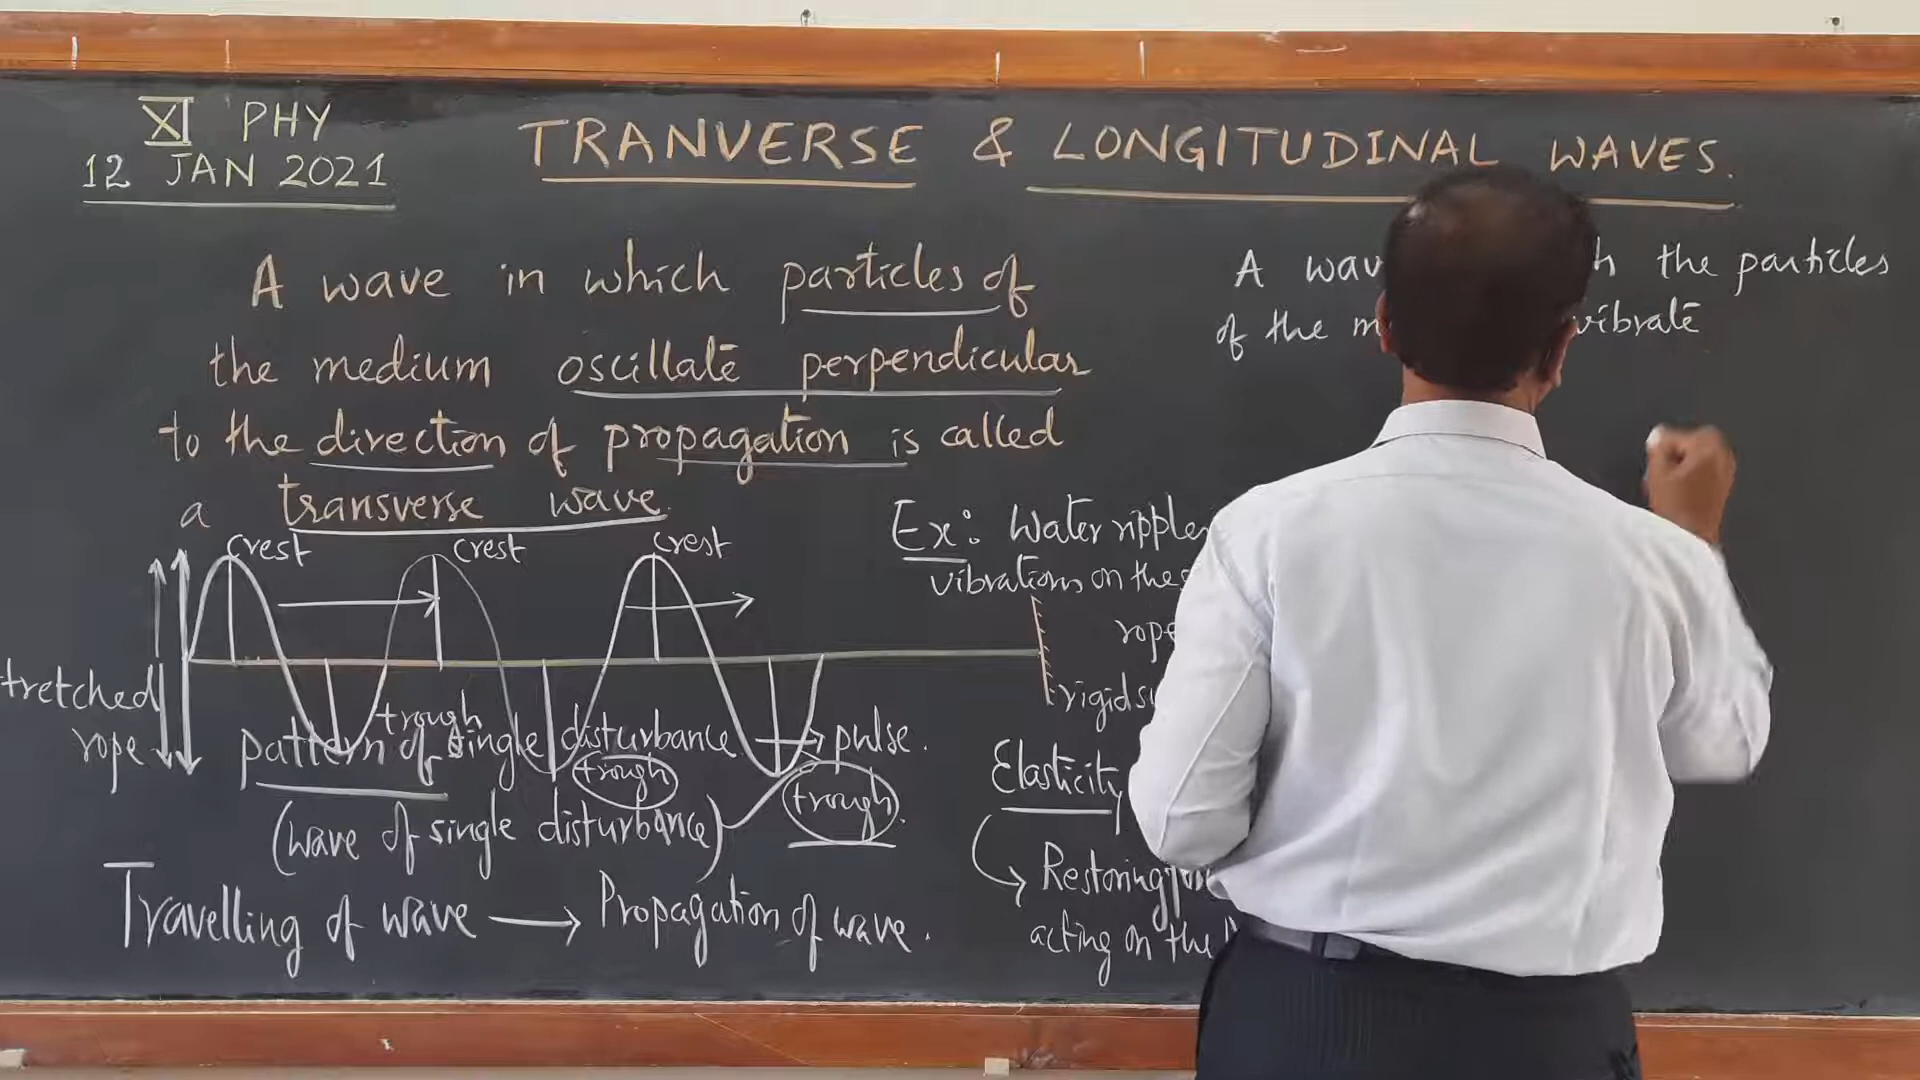 XI PHY
12 JAN 2021
TRANVERSE & LONGITUDINAL WAVES.
A wave in which particles of
the medium oscillate perpendicular
to the direction of propagation is called
a transverse wave.
crest crest crest
stretched
rope
trough
pattern of single disturbance → pulse.
trough trough.
(wave of single disturbance)
Travelling of wave → Propagation of wave.
Ex: Water ripples
vibrations on the
rope
rigid
Elasticity
Restoring
acting on the
A the particles
of the vibrate